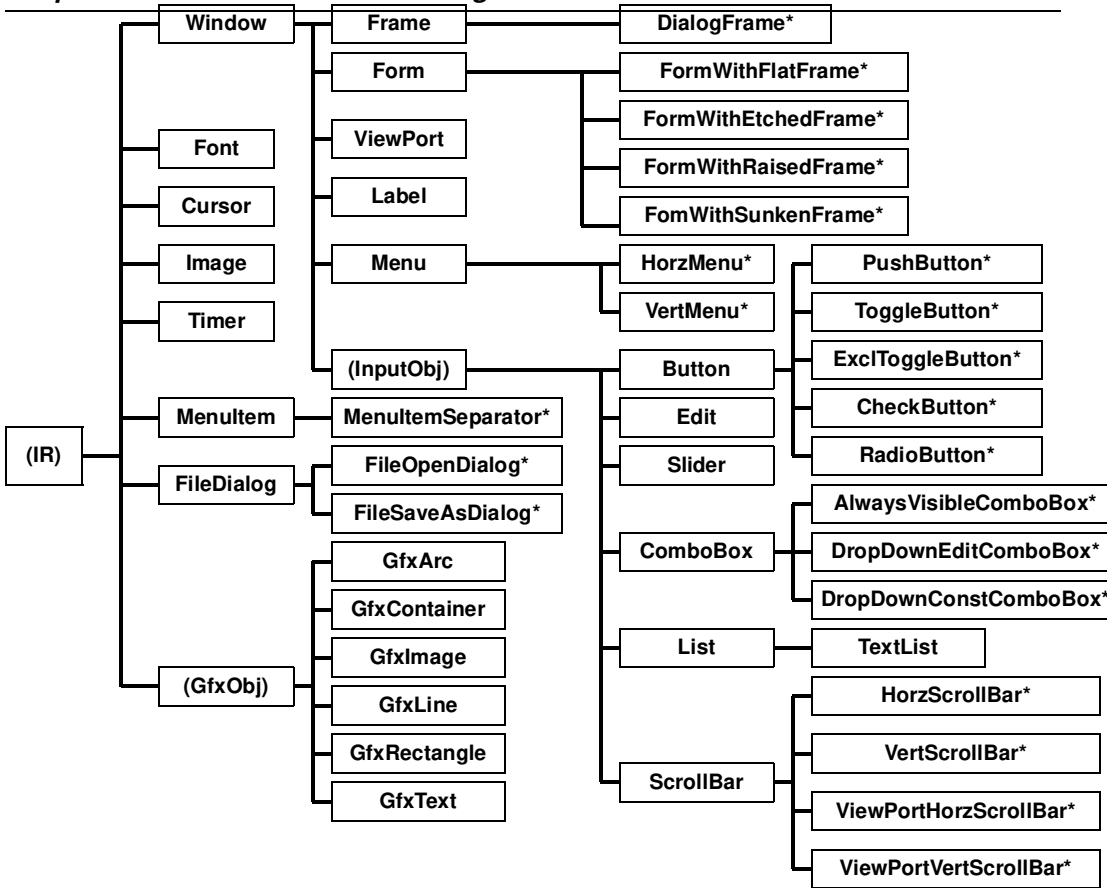 Window
Frame
DialogFrame*
Form
FormWithFlatFrame*
FormWithEtchedFrame*
FormWithRaisedFrame*
FomWithSunkenFrame*
ViewPort
Label
Menu
HorzMenu*
VertMenu*
(InputObj)
Button
PushButton*
ToggleButton*
ExclToggleButton*
CheckButton*
RadioButton*
Edit
Slider
ComboBox
AlwaysVisibleComboBox*
DropDownEditComboBox*
DropDownConstComboBox*
List
TextList
ScrollBar
HorzScrollBar*
VertScrollBar*
ViewPortHorzScrollBar*
ViewPortVertScrollBar*
Font
Cursor
Image
Timer
(IR)
MenuItem
MenuItemSeparator*
FileDialog
FileOpenDialog*
FileSaveAsDialog*
(GfxObj)
GfxArc
GfxContainer
GfxImage
GfxLine
GfxRectangle
GfxText